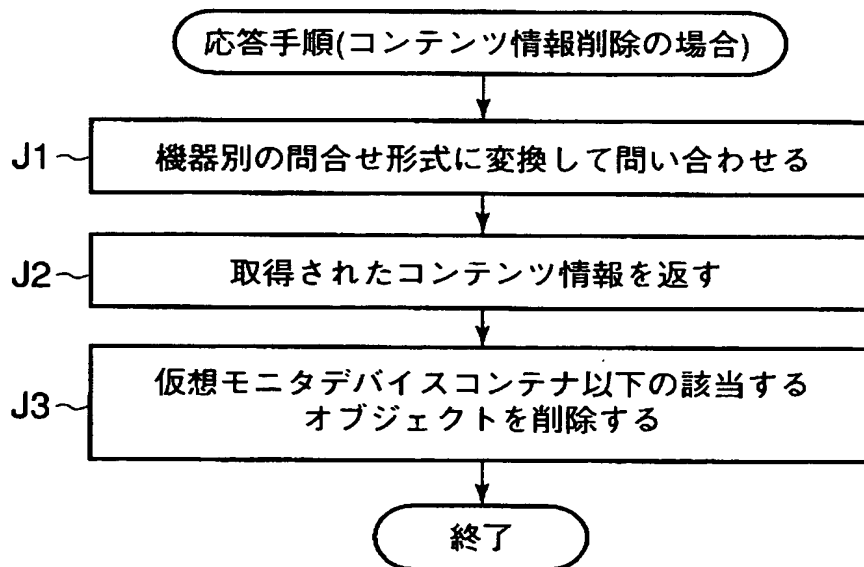 応答手順(コンテンツ情報削除の場合)
J1 機器別の問合せ形式に変換して問い合わせる
J2 取得されたコンテンツ情報を返す
J3 仮想モニタデバイスコンテナ以下の該当する
オブジェクトを削除する
終了